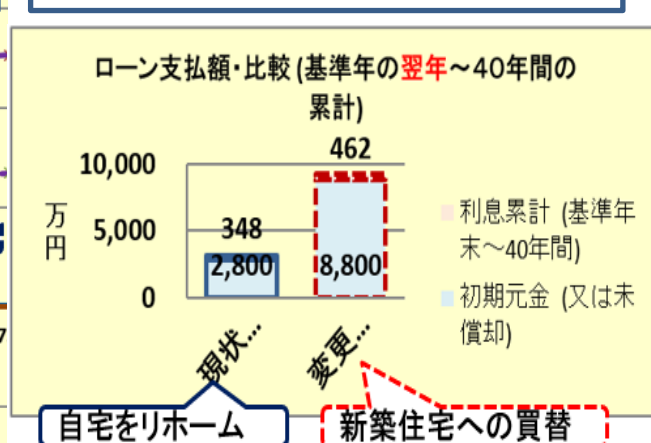 ローン支払額・比較 (基準年の翌年～40年間の
累計)
462
10,000
万
円
5,000
348
2,800
8,800
0
利息累計 (基準年
末～40年間)
初期元金 (又は未
償却)
現状...
変更...
自宅をリホーム
新築住宅への買替